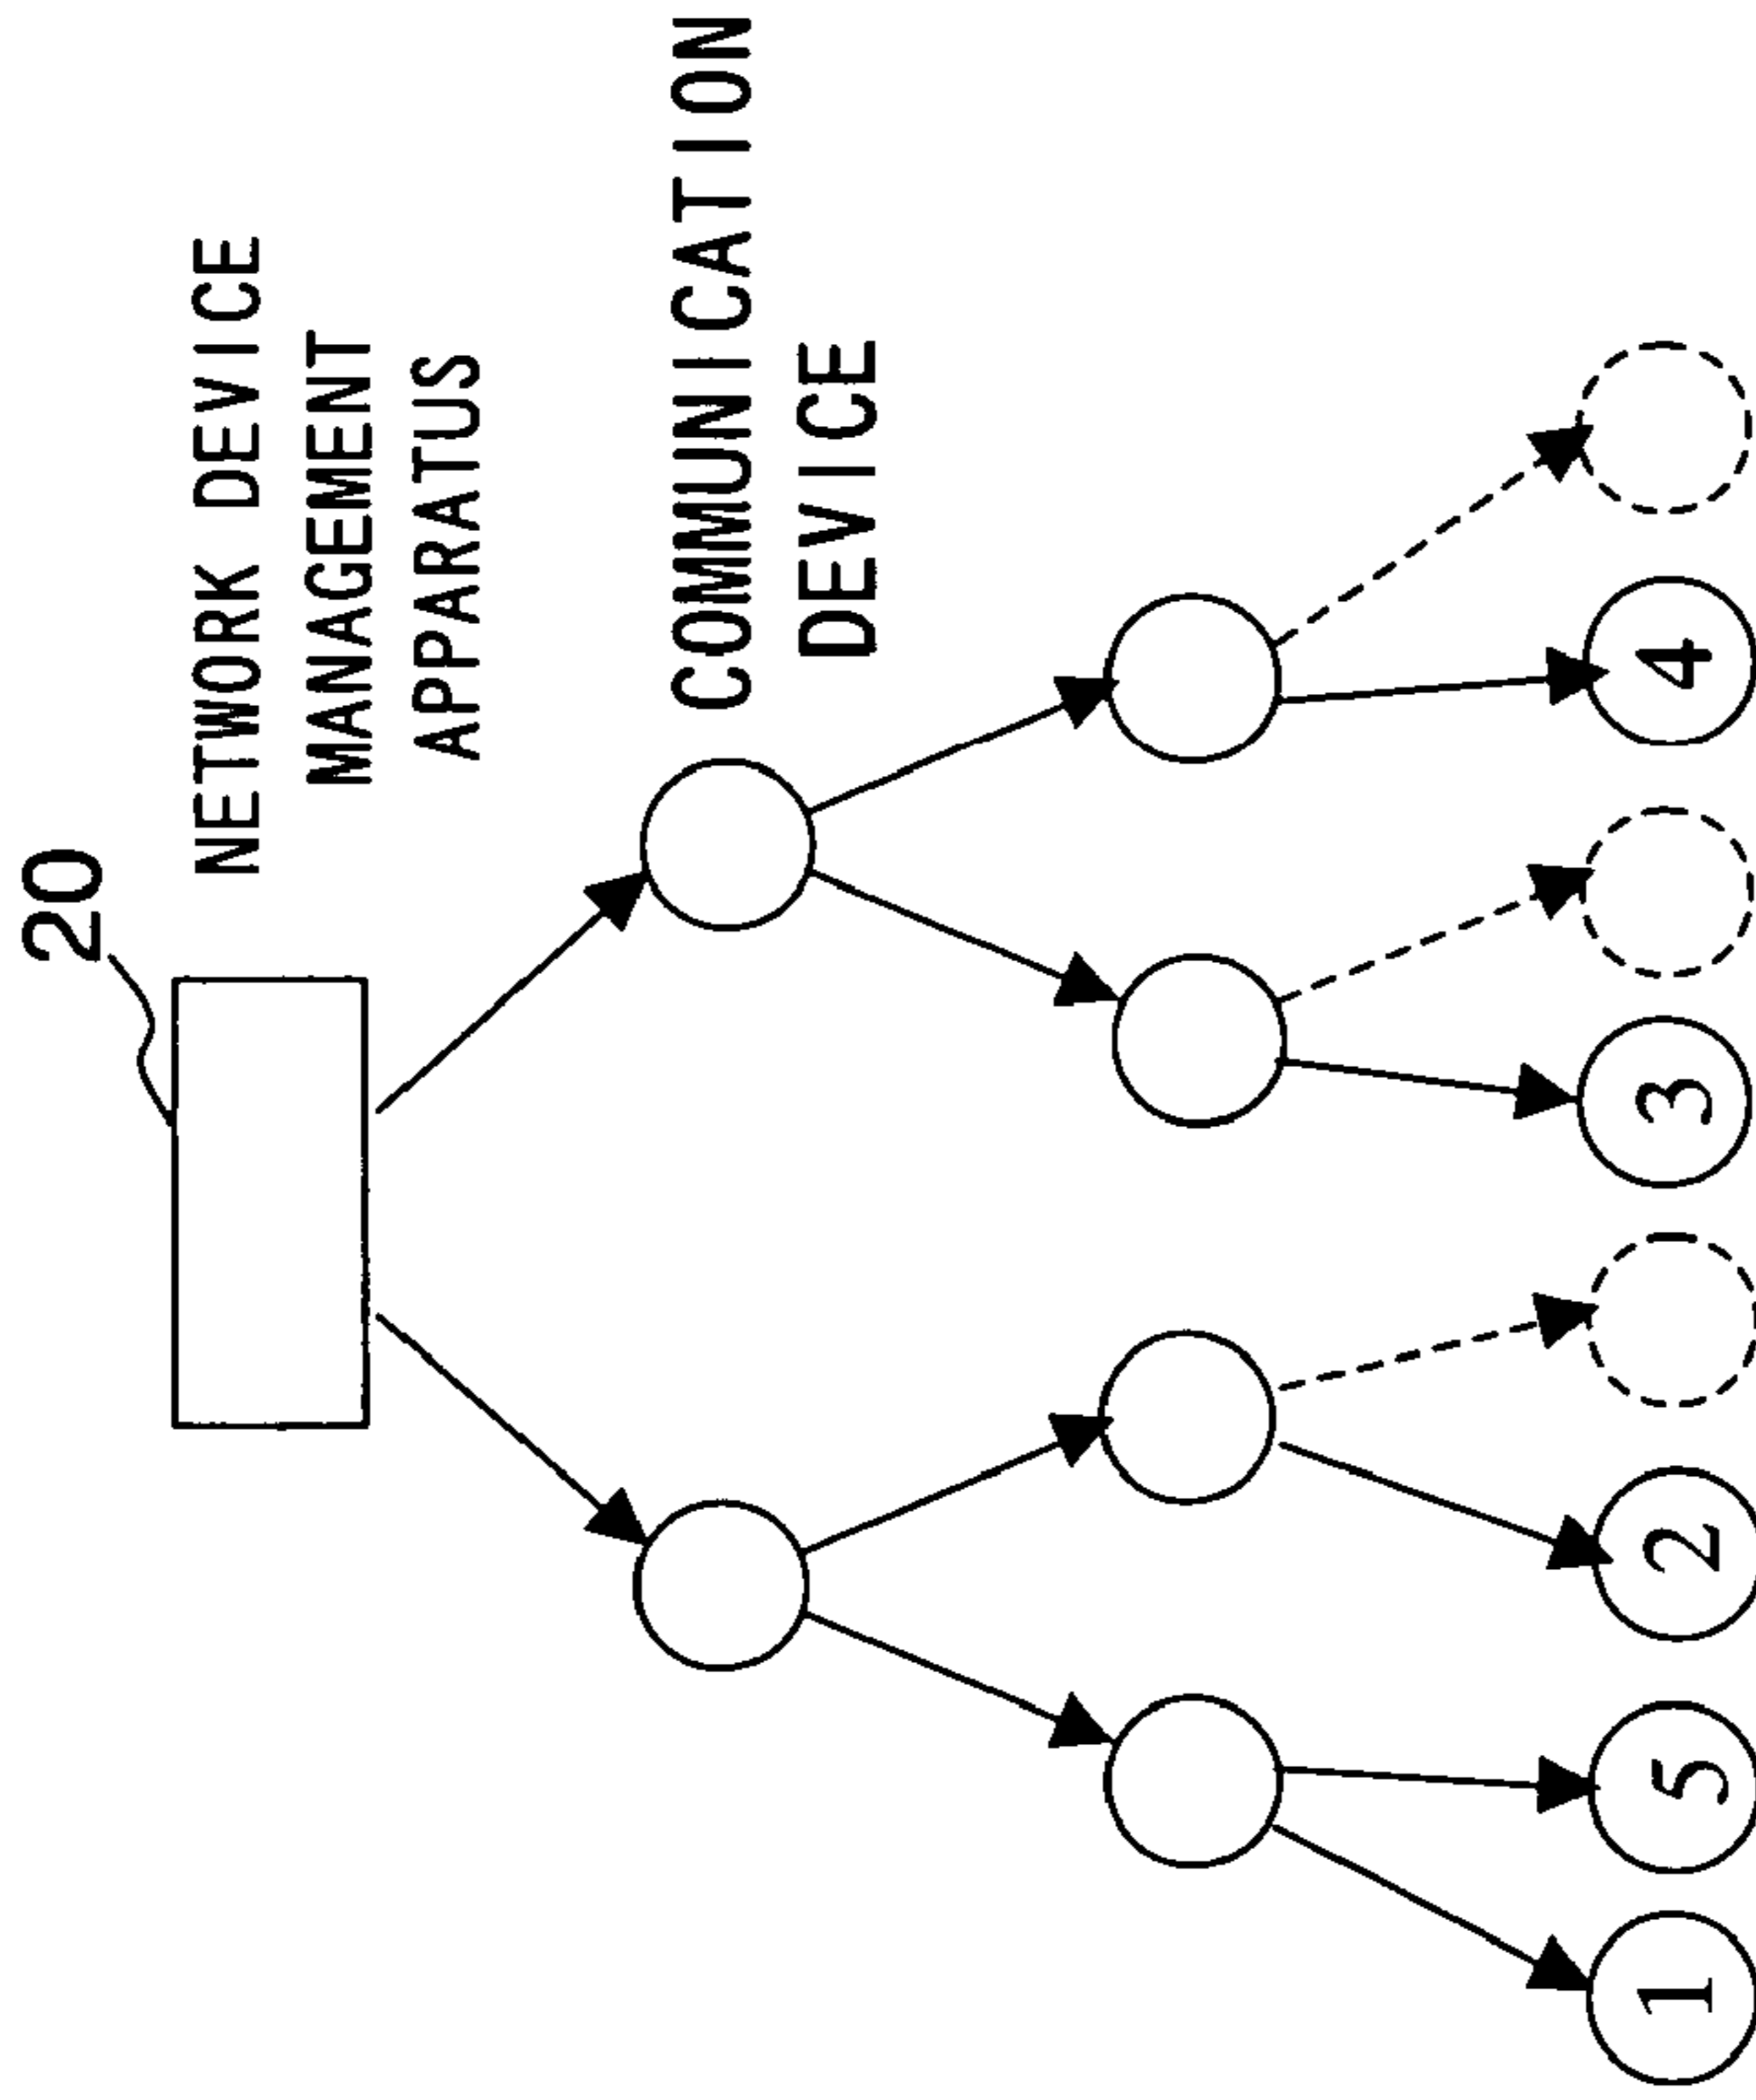 20
NETWORK DEVICE
MANAGEMENT
APPARATUS
COMMUNICATION
DEVICE
1
5
2
3
4